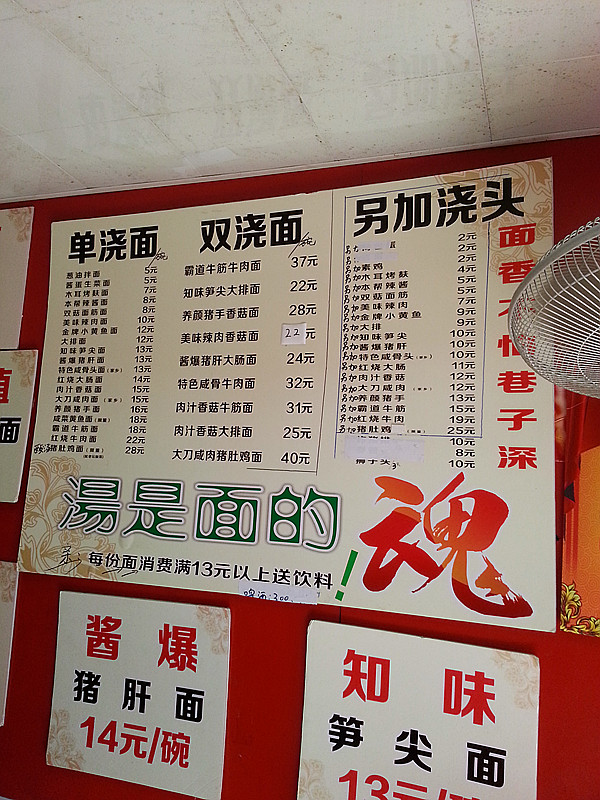 单浇面
葱油拌面 5元
酱蛋生菜面 5元
木耳烤麸面 8元
本帮辣酱面 7元
双菇面筋面 8元
美味辣肉面 10元
金牌小黄鱼面 12元
大排面 12元
知味笋尖面 13元
酱爆猪肝面 13元
特色咸骨头面
红烧大肠面 14元
肉汁香菇面 15元
大刀咸肉面 15元
养颜猪手面 16元
咸菜黄鱼面 18元
霸道牛筋面 18元
红烧牛肉面 22元
猪肚鸡面 28元
双浇面
霸道牛筋牛肉面 37元
知味笋尖大排面 22元
养颜猪手香菇面 28元
美味辣肉香菇面 22元
酱爆猪肝大肠面 24元
特色咸骨牛肉面 32元
肉汁香菇牛筋面 31元
肉汁香菇大排面 25元
大刀咸肉猪肚鸡面 40元
另加浇头
2元
2元
另加素鸡 4元
另加木耳烤麸 5元
另加本帮辣酱 5元
另加双菇面筋 7元
另加美味辣肉 9元
另加金牌小黄鱼 9元
另加大排
另加知味笋尖 10元
另加酱爆猪肝 10元
另加特色咸骨头
另加红烧大肠 11元
另加肉汁香菇 12元
另加大刀咸肉 12元
另加养颜猪手 13元
另加霸道牛筋 15元
另加红烧牛肉 19元
另加猪肚鸡 25元
10元
8元
狮子头 10元
面香不怕巷子深
湯是面的魂
每份面消费满13元以上送饮料!
酱爆
猪肝面
14元/碗
知味
笋尖面
13元/碗
面